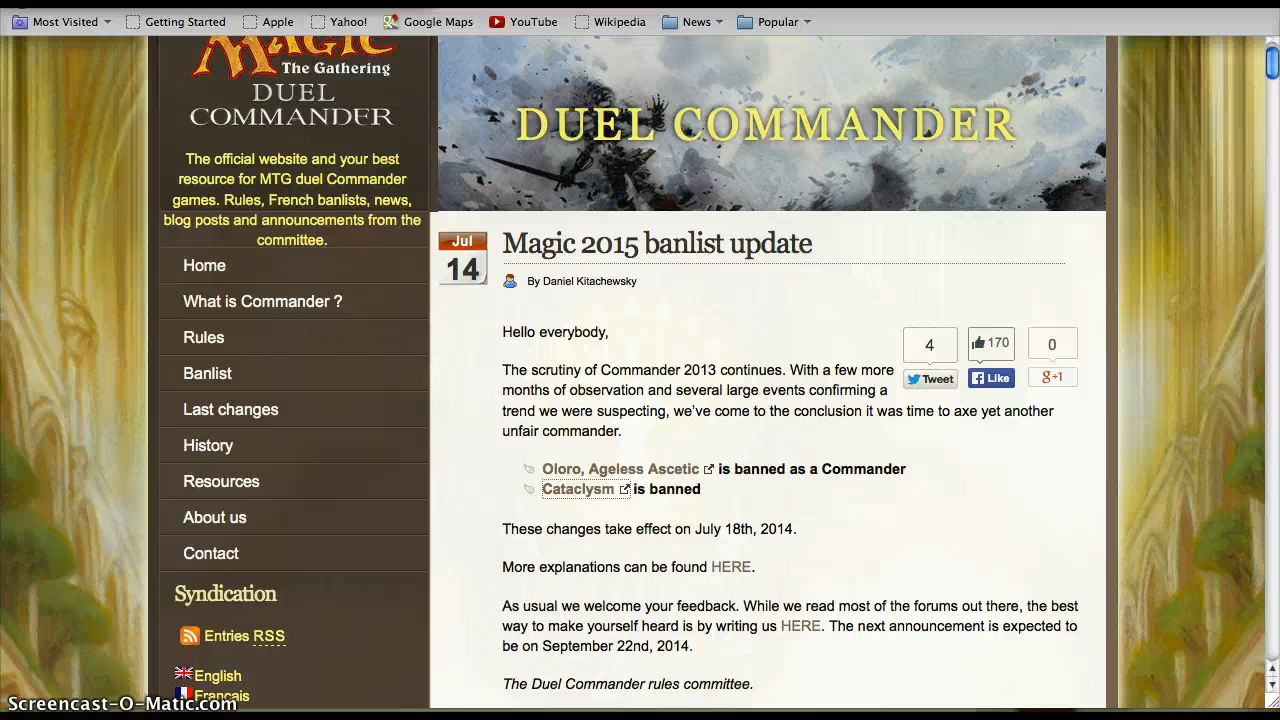 Most Visited Getting Started Apple Yahoo! Google Maps YouTube Wikipedia News Popular
MAGIC
The Gathering
DUEL
COMMANDER
The official website and your best
resource for MTG duel Commander
games. Rules, French banlists, news,
blog posts and announcements from the
committee.
Home
What is Commander ?
Rules
Banlist
Last changes
History
Resources
About us
Contact
Syndication
Entries RSS
English
Français
DUEL COMMANDER
Jul
14
Magic 2015 banlist update
By Daniel Kitachewsky
Hello everybody,
4 170 0
Tweet Like g+1
The scrutiny of Commander 2013 continues. With a few more
months of observation and several large events confirming a
trend we were suspecting, we've come to the conclusion it was time to axe yet another
unfair commander.
Oloro, Ageless Ascetic is banned as a Commander
Cataclysm is banned
These changes take effect on July 18th, 2014.
More explanations can be found HERE.
As usual we welcome your feedback. While we read most of the forums out there, the best
way to make yourself heard is by writing us HERE. The next announcement is expected to
be on September 22nd, 2014.
The Duel Commander rules committee.
Screencast-O-Matic.com